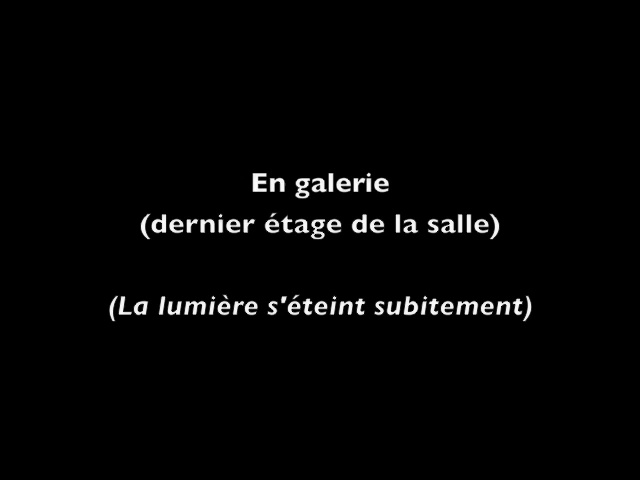 En galerie
(dernier étage de la salle)
(La lumière s'éteint subitement)